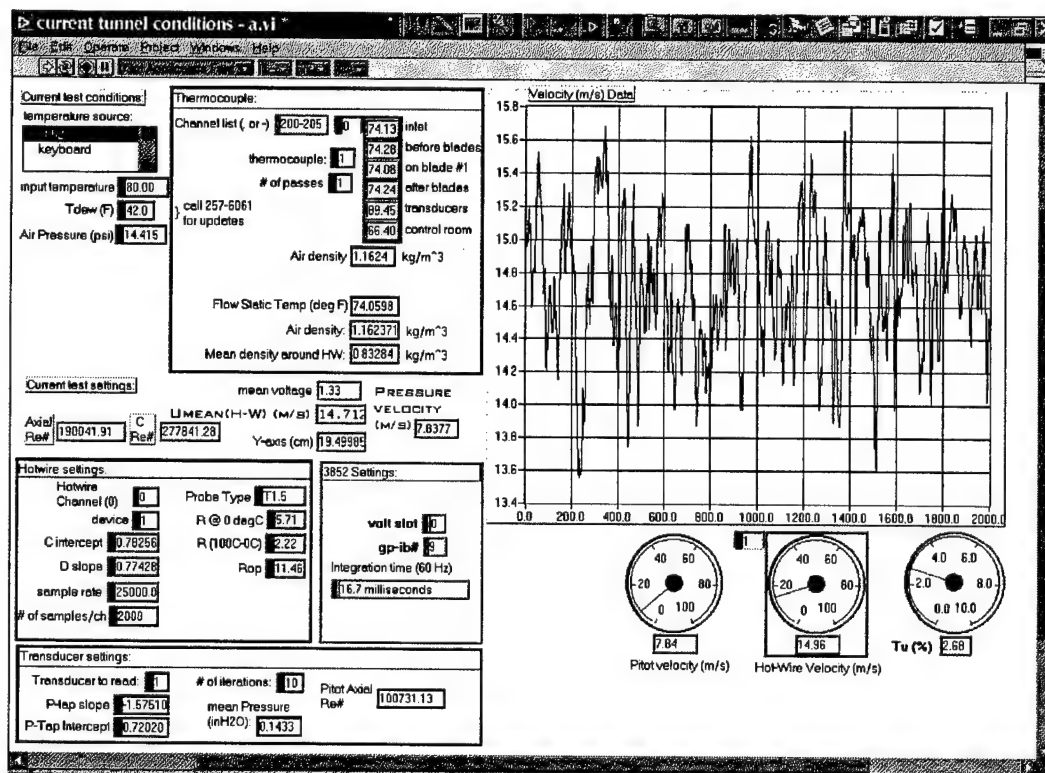 current tunnel conditions - a.vi *
File Edit Operate Project Windows Help
Current test conditions:
temperature source:
keyboard
input temperature 80.00
Tdew (F) 42.0
Air Pressure (psi) 14.415
} call 257-6061
for updates
Thermocouple:
Channel list (, or -) 200-205 0
thermocouple: 1
# of passes 1
74.13 inlet
74.28 before blades
74.08 on blade #1
74.24 after blades
89.45 transducers
66.40 control room
Air density 1.1624 kg/m^3
Flow Static Temp (deg F) 74.0598
Air density: 1.162371 kg/m^3
Mean density around HW: 0.83284 kg/m^3
Velocity (m/s) Data
15.8
15.6
15.4
15.2
15.0
14.8
14.6
14.4
14.2
14.0
13.8
13.6
13.4
0.0 200.0 400.0 600.0 800.0 1000.0 1200.0 1400.0 1600.0 1800.0 2000.0
Current test settings:
mean voltage 1.33
UMEAN(H-W) (M/S) 14.712
Y-axis (cm) 19.49985
PRESSURE
VELOCITY
(M/S) 7.8377
Axial
Re# 190041.91
C
Re# 277841.28
Hotwire settings.
Hotwire
Channel (0) 0
device 1
C intercept 0.78256
D slope 0.77428
sample rate 25000.0
# of samples/ch 2000
Probe Type T1.5
R @ 0 degC 5.71
R (100C-0C) 2.22
Rop 11.46
3852 Settings:
volt slot 0
gp-ib# 9
Integration time (60 Hz)
16.7 milliseconds
1
0 20 40 60 80 100
7.84
Pitot velocity (m/s)
0 20 40 60 80 100
14.96
Hot-Wire Velocity (m/s)
0.0 2.0 4.0 6.0 8.0 10.0
Tu (%) 2.68
Transducer settings:
Transducer to read: 1
P-tap slope -1.57510
P-Tap Intercept 0.72020
# of iterations: 10
mean Pressure
(inH2O): 0.1433
Pitot Axial
Re# 100731.13